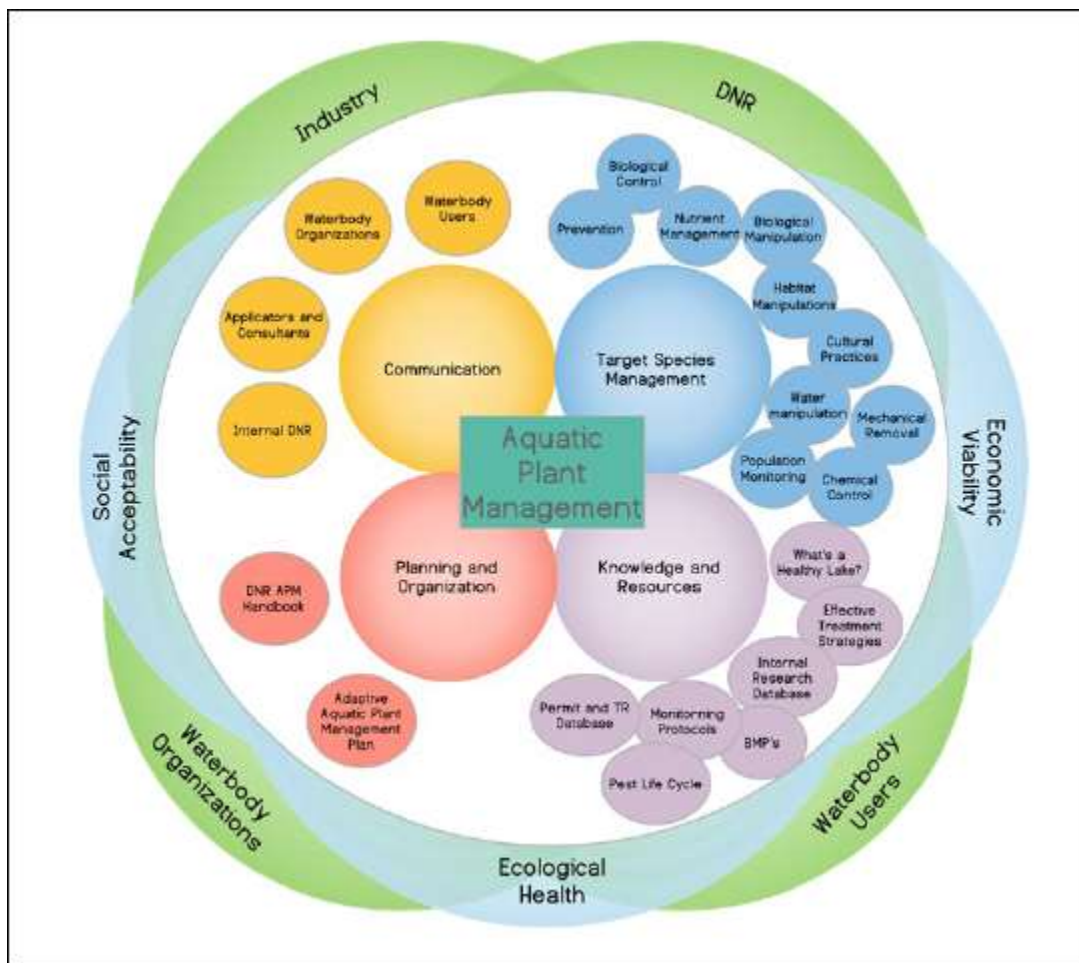 Industry
DNR
Biological
Control
Waterbody
Users
Waterbody
Organizations
Prevention
Nutrient
Management
Biological
Manipulation
Habitat
Manipulations
Applicators and
Consultants
Cultural
Practices
Communication
Target Species
Management
Water
manipulation
Mechanical
Removal
Internal DNR
Population
Monitoring
Chemical
Control
Social
Acceptability
Economic
Viability
Aquatic
Plant
Management
What's a
Healthy Lake?
Planning and
Organization
Knowledge and
Resources
DNR APM
Handbook
Effective
Treatment
Strategies
Internal
Research
Database
Adaptive
Aquatic Plant
Management
Plan
Permit and TR
Database
Monitorning
Protocols
BMP's
Pest Life Cycle
Waterbody
Organizations
Waterbody
Users
Ecological
Health